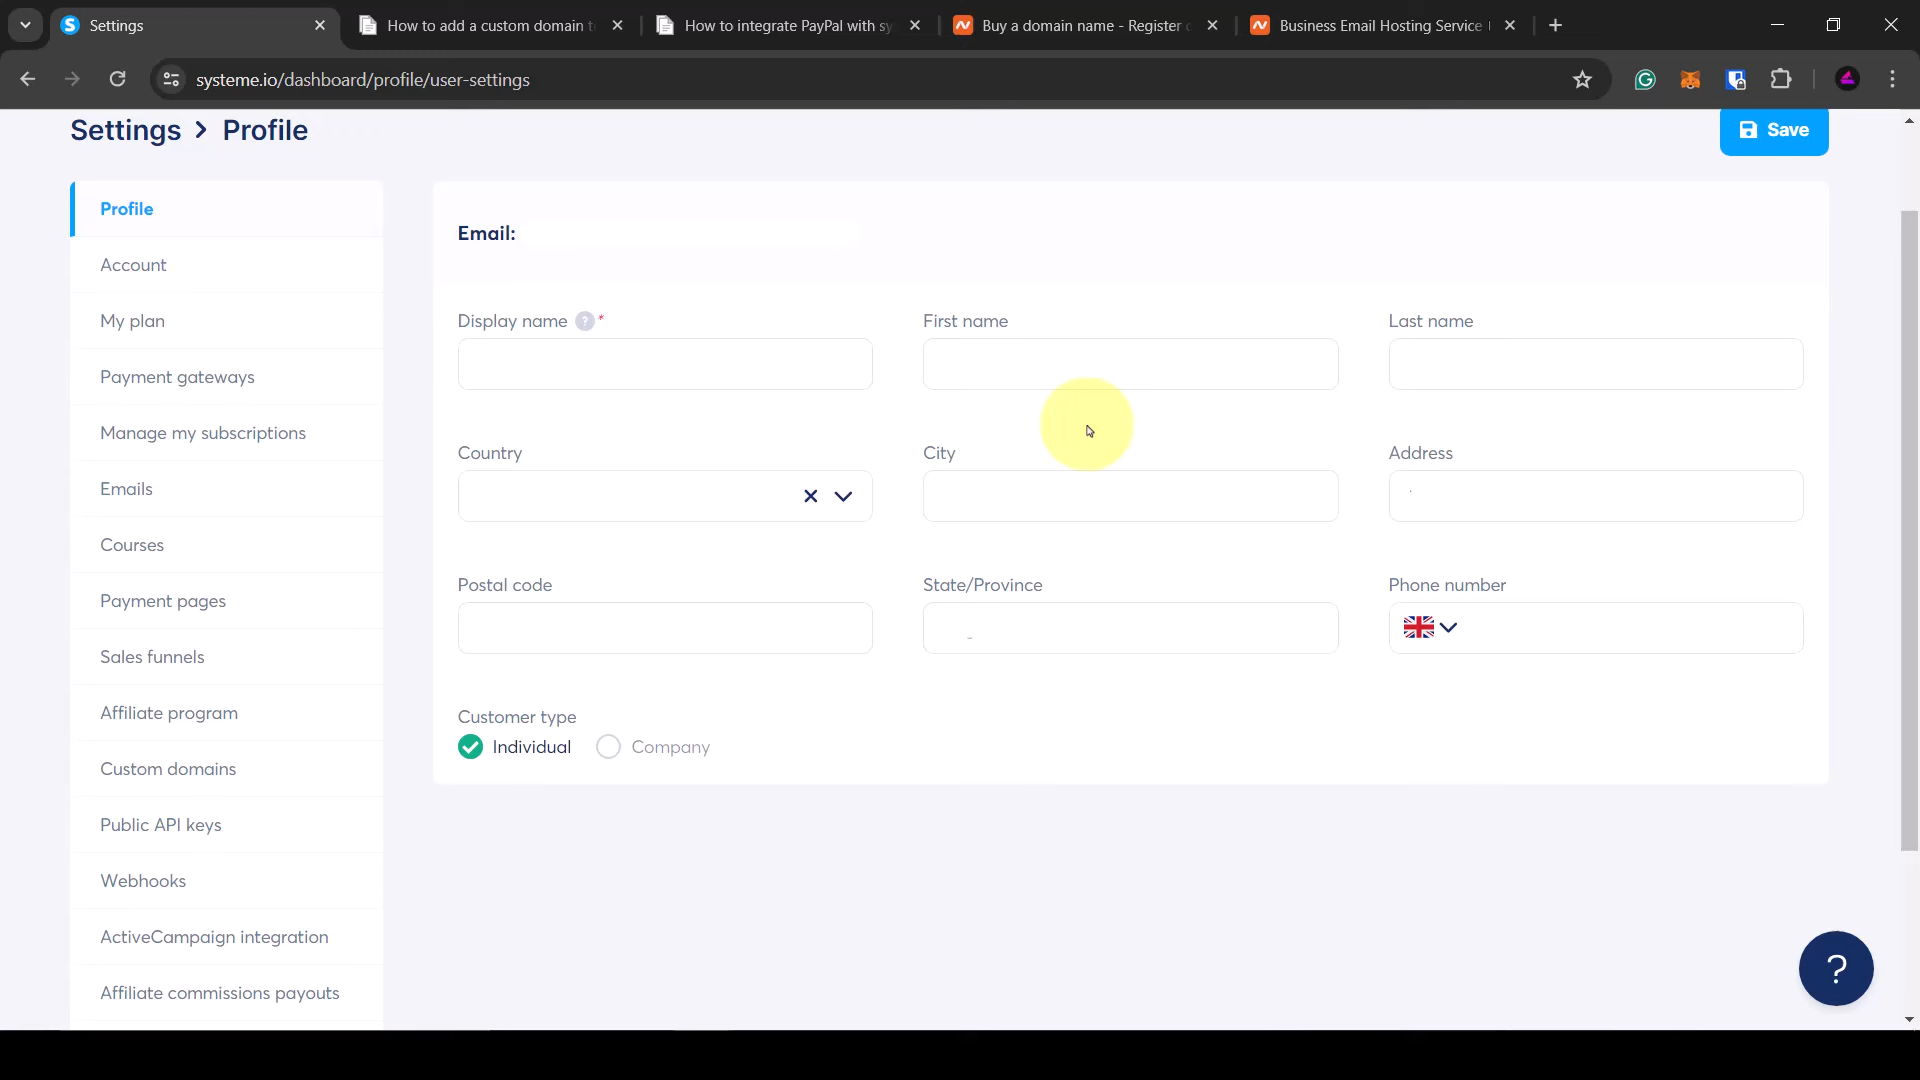 Settings
How to add a custom domain t
How to integrate PayPal with sy
Buy a domain name - Register
Business Email Hosting Service
systeme.io/dashboard/profile/user-settings
Settings > Profile
Save
Profile
Account
My plan
Payment gateways
Manage my subscriptions
Emails
Courses
Payment pages
Sales funnels
Affiliate program
Custom domains
Public API keys
Webhooks
ActiveCampaign integration
Affiliate commissions payouts
Email:
Display name ? *
First name
Last name
Country
City
Address
Postal code
State/Province
Phone number
Customer type
Individual
Company
?